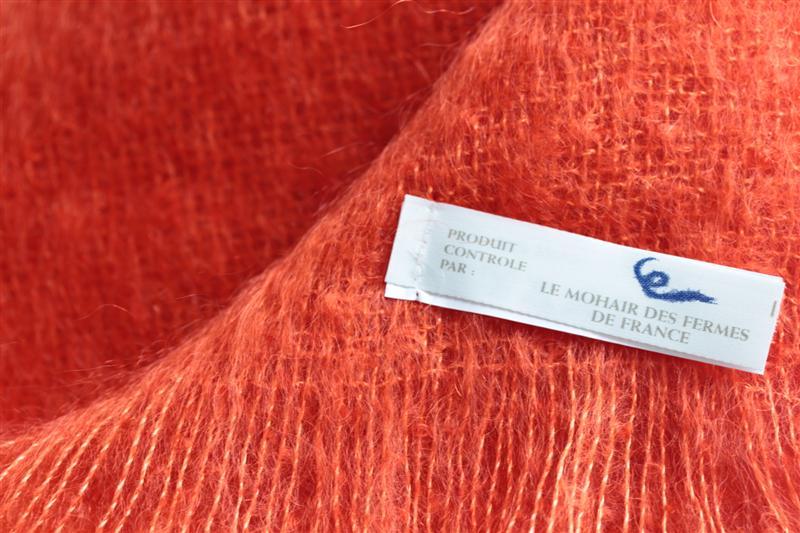 PRODUIT
CONTROLE
PAR :
LE MOHAIR DES FERMES
DE FRANCE